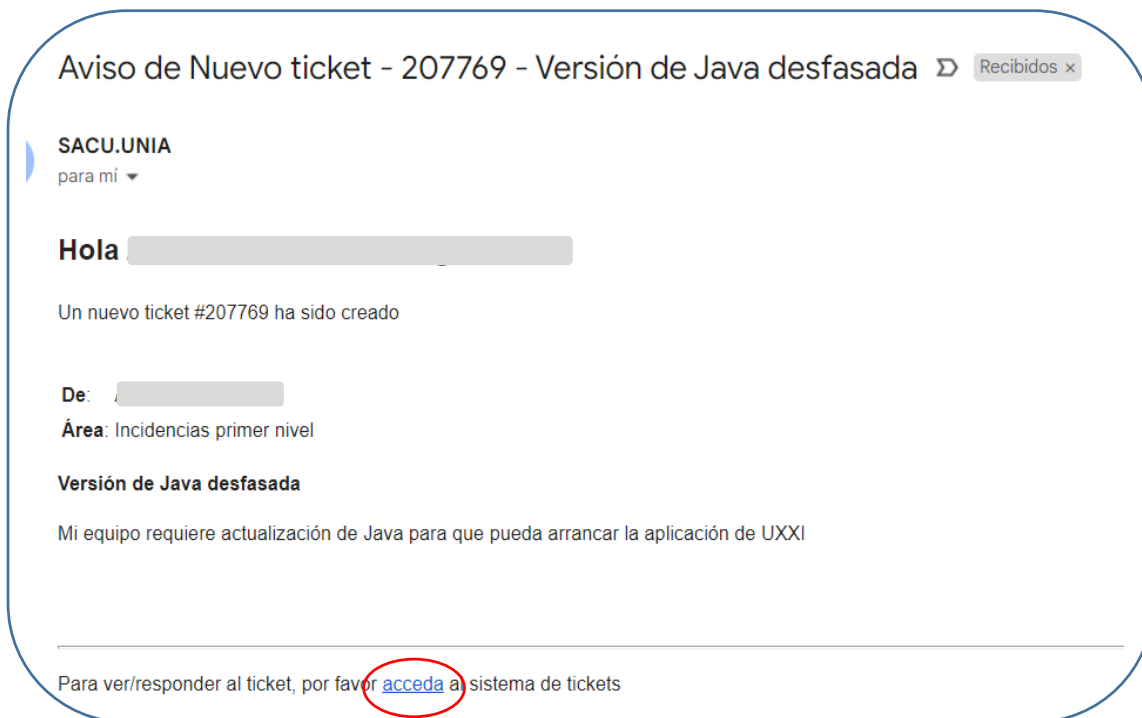 Aviso de Nuevo ticket - 207769 - Versión de Java desfasada Recibidos ×
SACU.UNIA
para mí
Hola
Un nuevo ticket #207769 ha sido creado
De:
Área: Incidencias primer nivel
Versión de Java desfasada
Mi equipo requiere actualización de Java para que pueda arrancar la aplicación de UXXI
Para ver/responder al ticket, por favor acceda al sistema de tickets